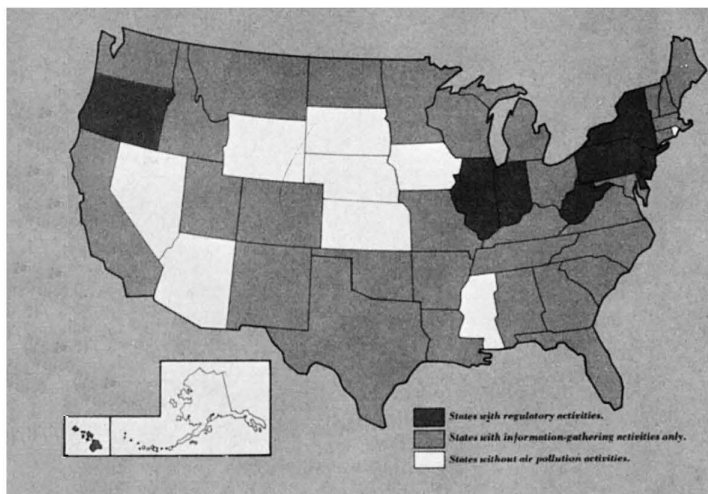 States with regulatory activities.
States with information-gathering activities only.
States without air pollution activities.